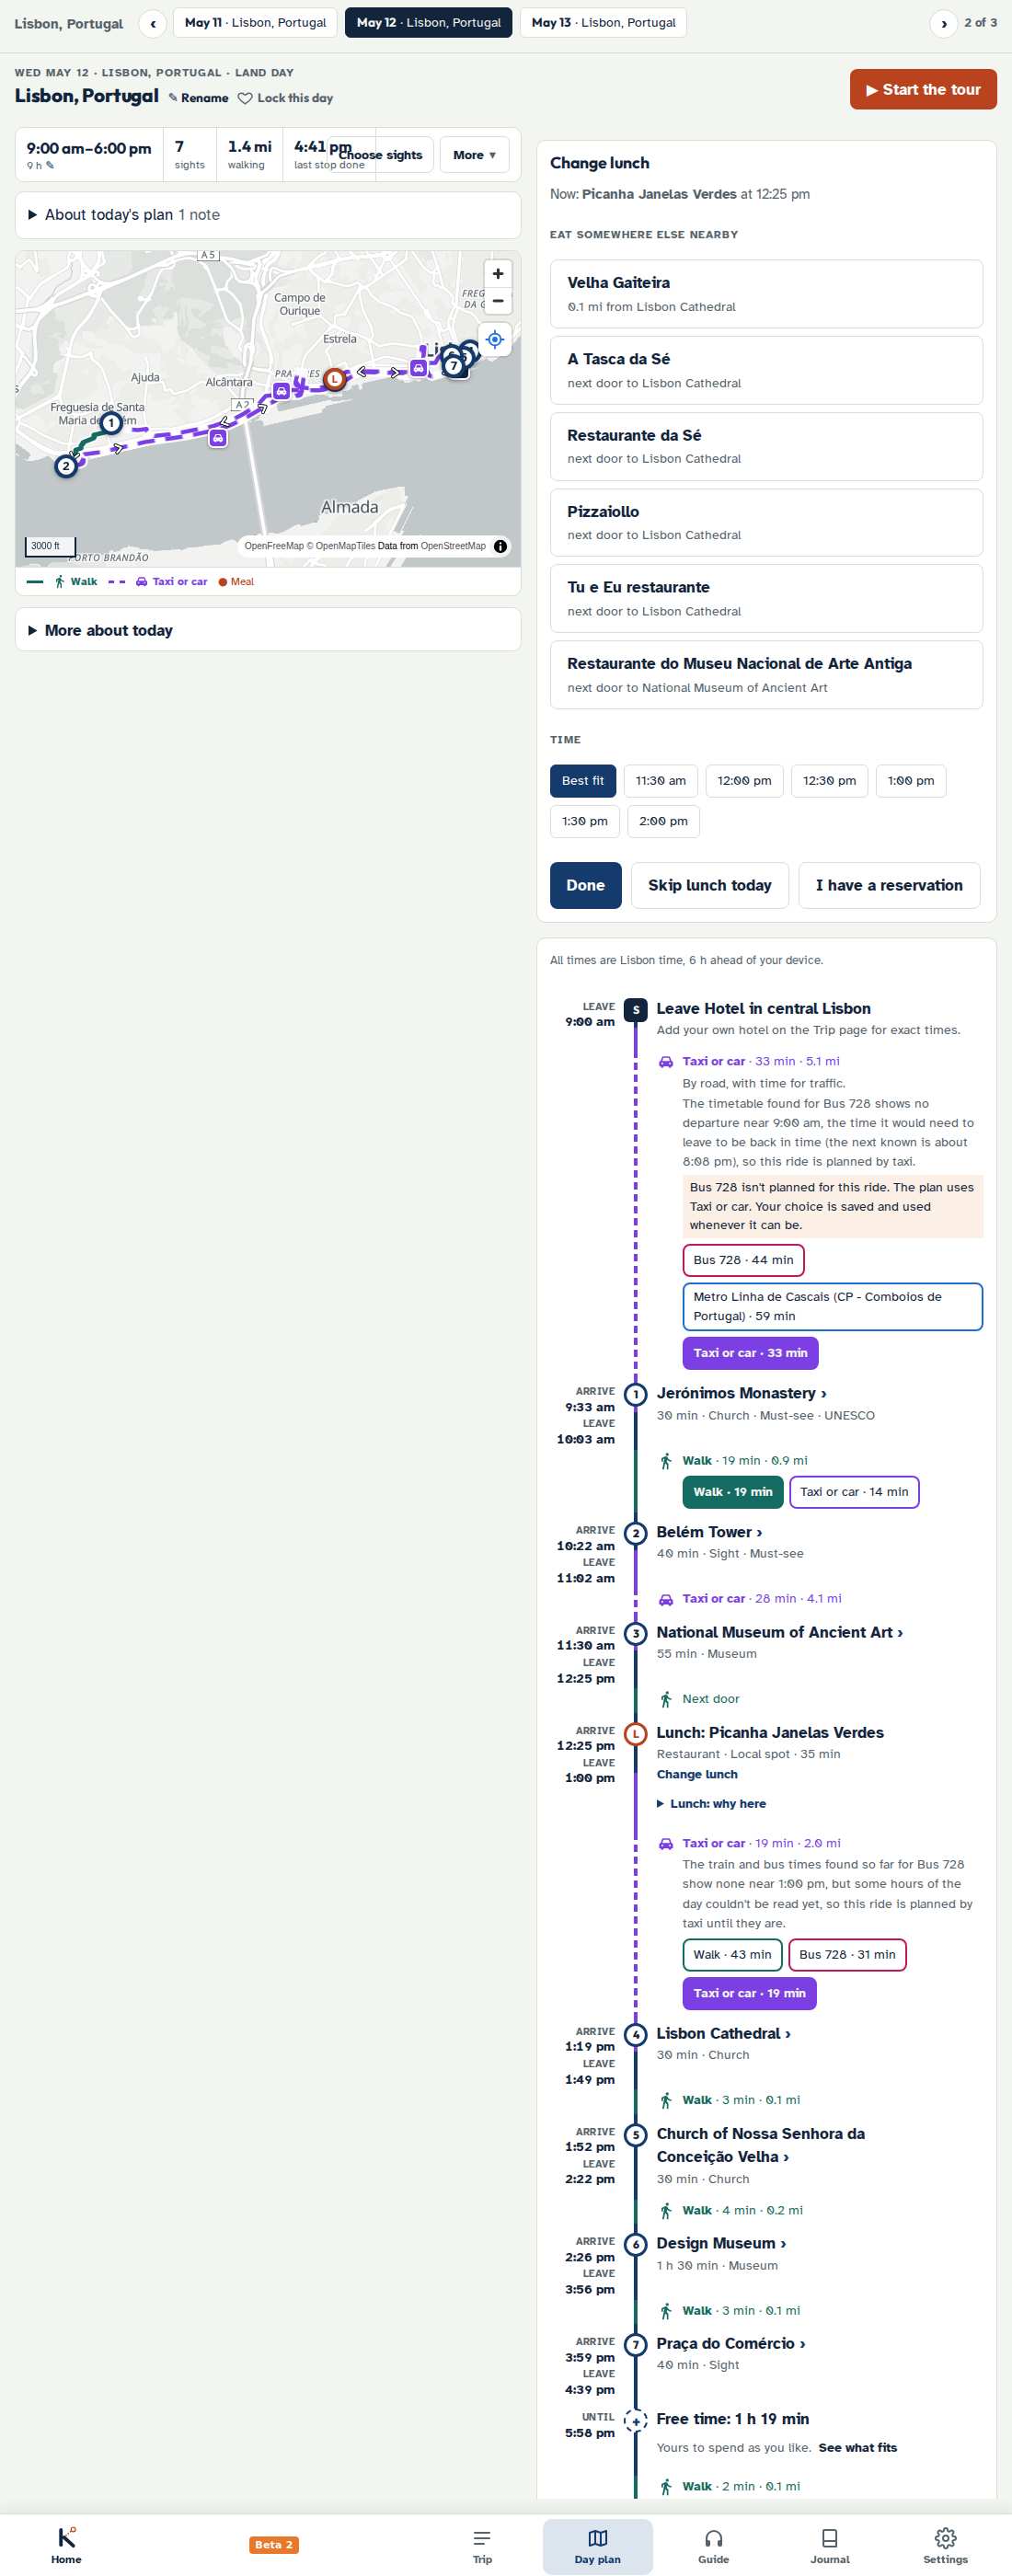 Lisbon, Portugal
‹
May 11 · Lisbon, Portugal
May 12 · Lisbon, Portugal
May 13 · Lisbon, Portugal
›
2 of 3
WED MAY 12 · LISBON, PORTUGAL · LAND DAY
Lisbon, Portugal ✎ Rename ♡ Lock this day
▶ Start the tour
9:00 am–6:00 pm
9 h ✎
7
sights
1.4 mi
walking
4:41 pm
last stop done
Choose sights
More ▾
▶ About today's plan 1 note
A 5
Campo de
Ourique
Estrela
Ajuda
Alcântara
A 2
Freguesia de Santa
1
2
L
7
Almada
3000 ft
PORTO BRANDÃO
OpenFreeMap © OpenMapTiles Data from OpenStreetMap
+
−
Walk
Taxi or car
Meal
▶ More about today
Change lunch
Now: Picanha Janelas Verdes at 12:25 pm
EAT SOMEWHERE ELSE NEARBY
Velha Gaiteira
0.1 mi from Lisbon Cathedral
A Tasca da Sé
next door to Lisbon Cathedral
Restaurante da Sé
next door to Lisbon Cathedral
Pizzaiollo
next door to Lisbon Cathedral
Tu e Eu restaurante
next door to Lisbon Cathedral
Restaurante do Museu Nacional de Arte Antiga
next door to National Museum of Ancient Art
TIME
Best fit
11:30 am
12:00 pm
12:30 pm
1:00 pm
1:30 pm
2:00 pm
Done
Skip lunch today
I have a reservation
All times are Lisbon time, 6 h ahead of your device.
LEAVE
9:00 am
S
Leave Hotel in central Lisbon
Add your own hotel on the Trip page for exact times.
Taxi or car · 33 min · 5.1 mi
By road, with time for traffic.
The timetable found for Bus 728 shows no
departure near 9:00 am, the time it would need to
leave to be back in time (the next known is about
8:08 pm), so this ride is planned by taxi.
Bus 728 isn't planned for this ride. The plan uses
Taxi or car. Your choice is saved and used
whenever it can be.
Bus 728 · 44 min
Metro Linha de Cascais (CP - Comboios de
Portugal) · 59 min
Taxi or car · 33 min
ARRIVE
9:33 am
LEAVE
10:03 am
1
Jerónimos Monastery ›
30 min · Church · Must-see · UNESCO
Walk · 19 min · 0.9 mi
Walk · 19 min
Taxi or car · 14 min
ARRIVE
10:22 am
LEAVE
11:02 am
2
Belém Tower ›
40 min · Sight · Must-see
Taxi or car · 28 min · 4.1 mi
ARRIVE
11:30 am
LEAVE
12:25 pm
3
National Museum of Ancient Art ›
55 min · Museum
Next door
ARRIVE
12:25 pm
LEAVE
1:00 pm
L
Lunch: Picanha Janelas Verdes
Restaurant · Local spot · 35 min
Change lunch
▶ Lunch: why here
Taxi or car · 19 min · 2.0 mi
The train and bus times found so far for Bus 728
show none near 1:00 pm, but some hours of the
day couldn't be read yet, so this ride is planned by
taxi until they are.
Walk · 43 min
Bus 728 · 31 min
Taxi or car · 19 min
ARRIVE
1:19 pm
LEAVE
1:49 pm
4
Lisbon Cathedral ›
30 min · Church
Walk · 3 min · 0.1 mi
ARRIVE
1:52 pm
LEAVE
2:22 pm
5
Church of Nossa Senhora da
Conceição Velha ›
30 min · Church
Walk · 4 min · 0.2 mi
ARRIVE
2:26 pm
LEAVE
3:56 pm
6
Design Museum ›
1 h 30 min · Museum
Walk · 3 min · 0.1 mi
ARRIVE
3:59 pm
LEAVE
4:39 pm
7
Praça do Comércio ›
40 min · Sight
UNTIL
5:58 pm
+
Free time: 1 h 19 min
Yours to spend as you like. See what fits
Walk · 2 min · 0.1 mi
Home
Beta 2
Trip
Day plan
Guide
Journal
Settings